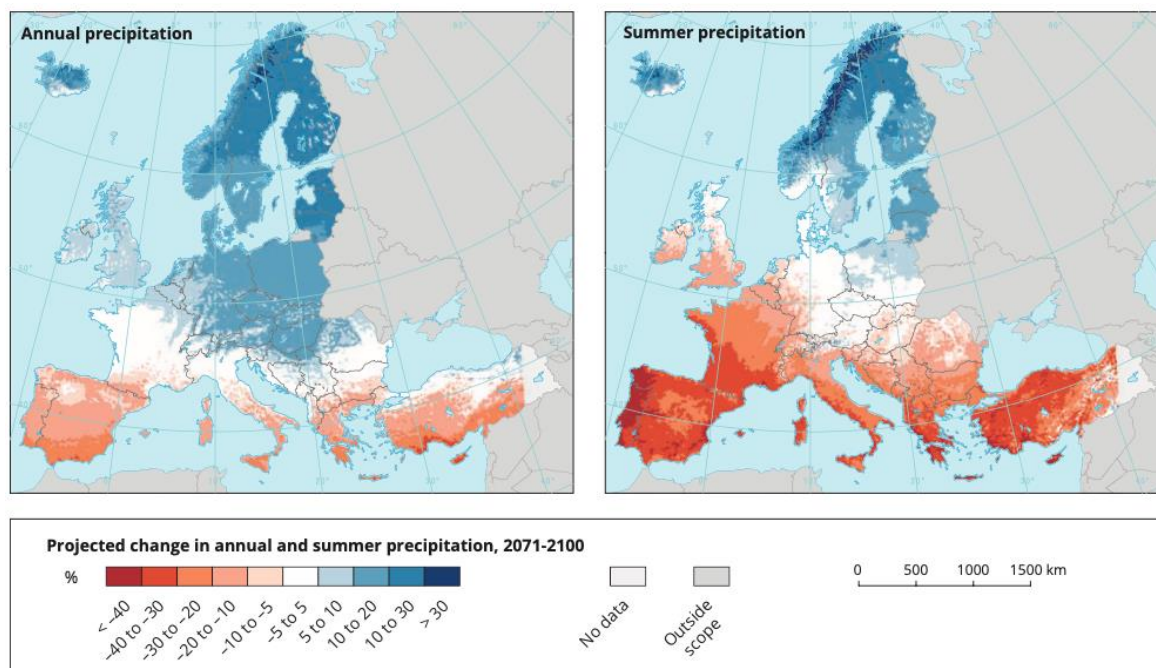 Annual precipitation
Summer precipitation
Projected change in annual and summer precipitation, 2071-2100
%
< –40
–40 to –30
–30 to –20
–20 to –10
–10 to –5
–5 to 5
5 to 10
10 to 20
10 to 30
> 30
No data
Outside
scope
0 500 1000 1500 km